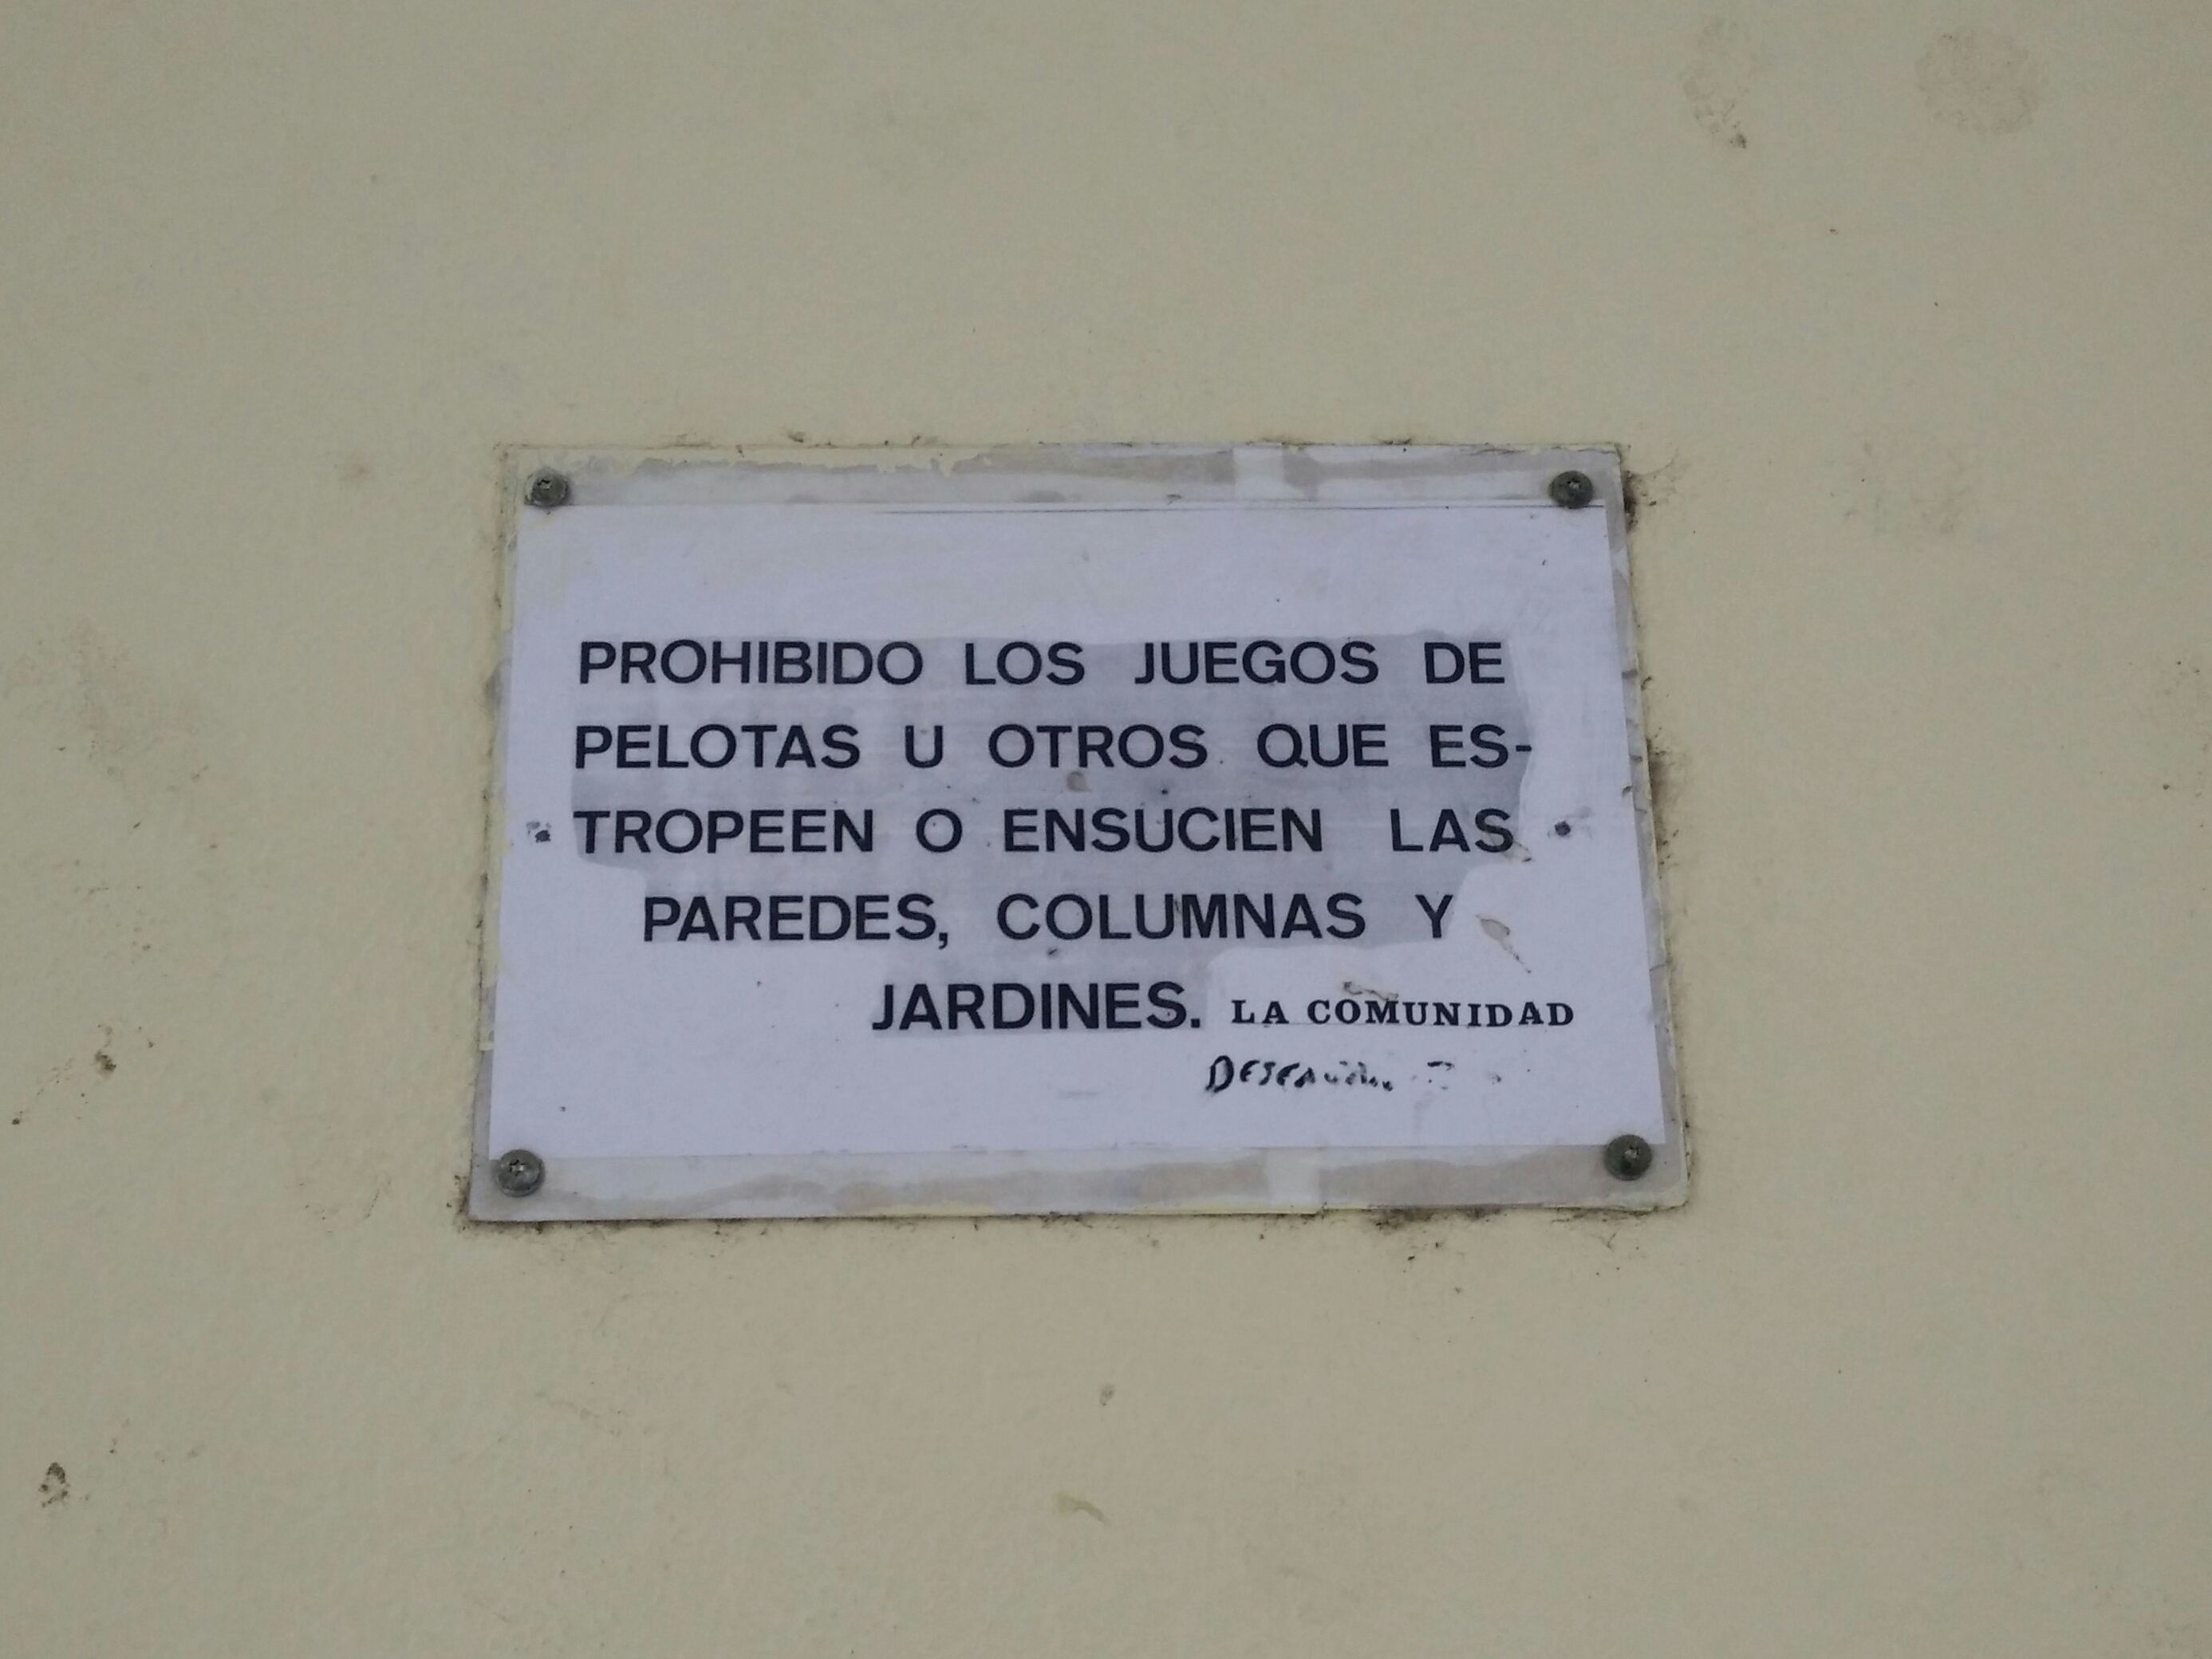 PROHIBIDO LOS JUEGOS DE
PELOTAS U OTROS QUE ES-
TROPEEN O ENSUCIEN LAS
PAREDES, COLUMNAS Y
JARDINES. LA COMUNIDAD